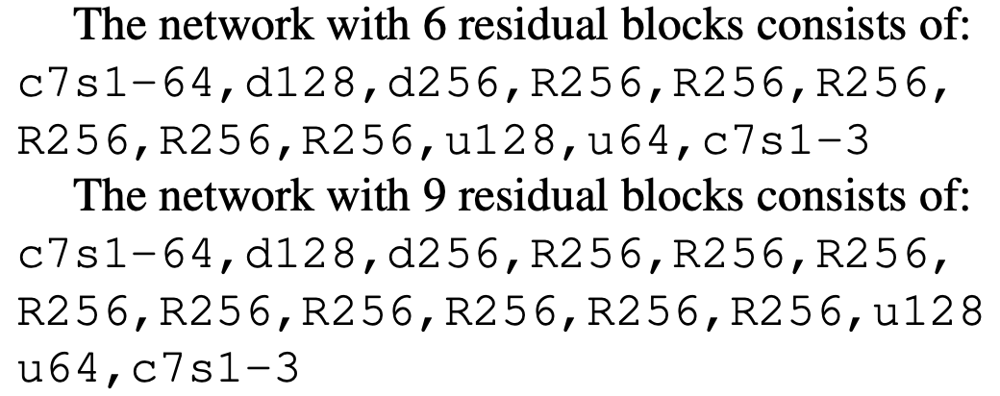 The network with 6 residual blocks consists of:
c7s1-64,d128,d256,R256,R256,R256,
R256,R256,R256,u128,u64,c7s1-3
The network with 9 residual blocks consists of:
c7s1-64,d128,d256,R256,R256,R256,
R256,R256,R256,R256,R256,R256,u128
u64,c7s1-3